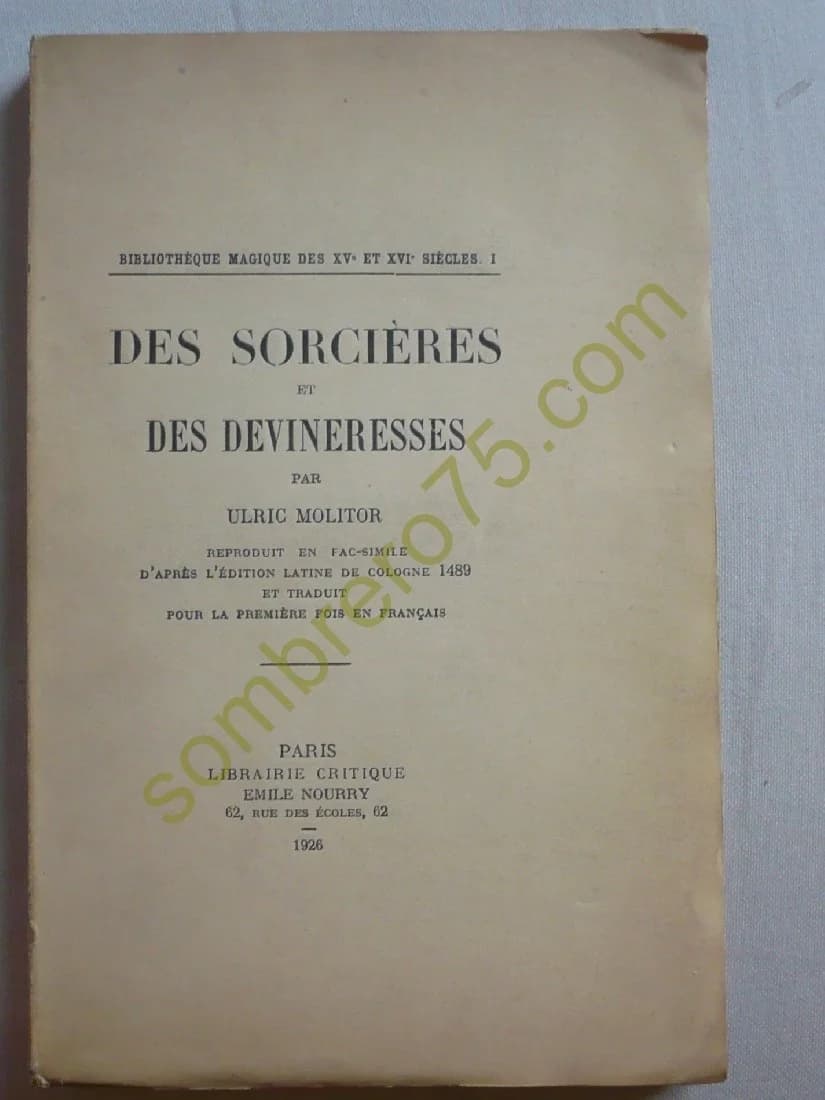 BIBLIOTHÈQUE MAGIQUE DES XVe ET XVIe SIÈCLES. I
DES SORCIÈRES
ET
DES DEVINERESSES
PAR
ULRIC MOLITOR
REPRODUIT EN FAC-SIMILE
D'APRÈS L'ÉDITION LATINE DE COLOGNE 1489
ET TRADUIT
POUR LA PREMIÈRE FOIS EN FRANÇAIS
PARIS
LIBRAIRIE CRITIQUE
EMILE NOURRY
62, RUE DES ÉCOLES, 62
1926
sombrero75.com